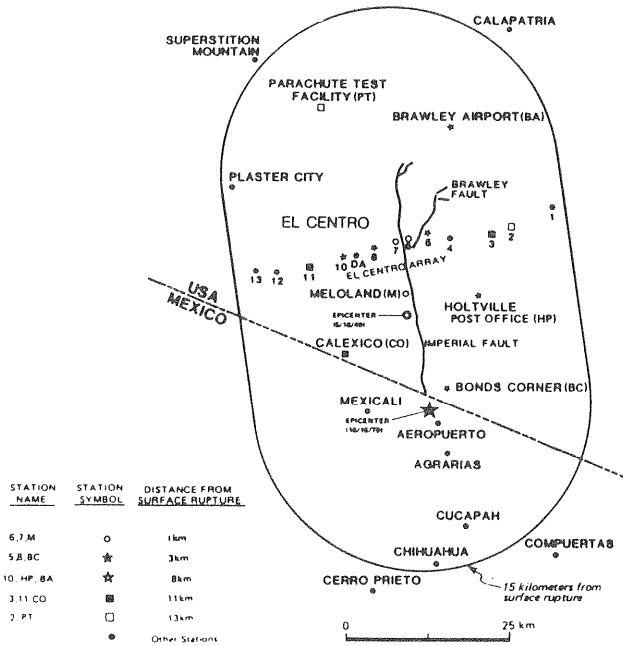 CALAPATRIA
SUPERSTITION
MOUNTAIN
PARACHUTE TEST
FACILITY (PT)
BRAWLEY AIRPORT (BA)
PLASTER CITY
BRAWLEY
FAULT
1
EL CENTRO
2
3
4
6
7
8
10
DA
EL CENTRO ARRAY
11
12
13
USA
MEXICO
MELOLAND (M)
HOLTVILLE
POST OFFICE (HP)
EPICENTER
CALEXICO (CO)
IMPERIAL FAULT
BONDS CORNER (BC)
MEXICALI
EPICENTER
AEROPUERTO
AGRARIAS
CUCAPAH
COMPUERTAS
CHIHUAHUA
CERRO PRIETO
15 kilometers from
surface rupture
0 25 km
STATION NAME STATION SYMBOL DISTANCE FROM SURFACE RUPTURE
6,7,M 1km
5,8,BC 3km
10, HP, BA 8km
3,11 CO 11km
2, PT 13km
Other Stations